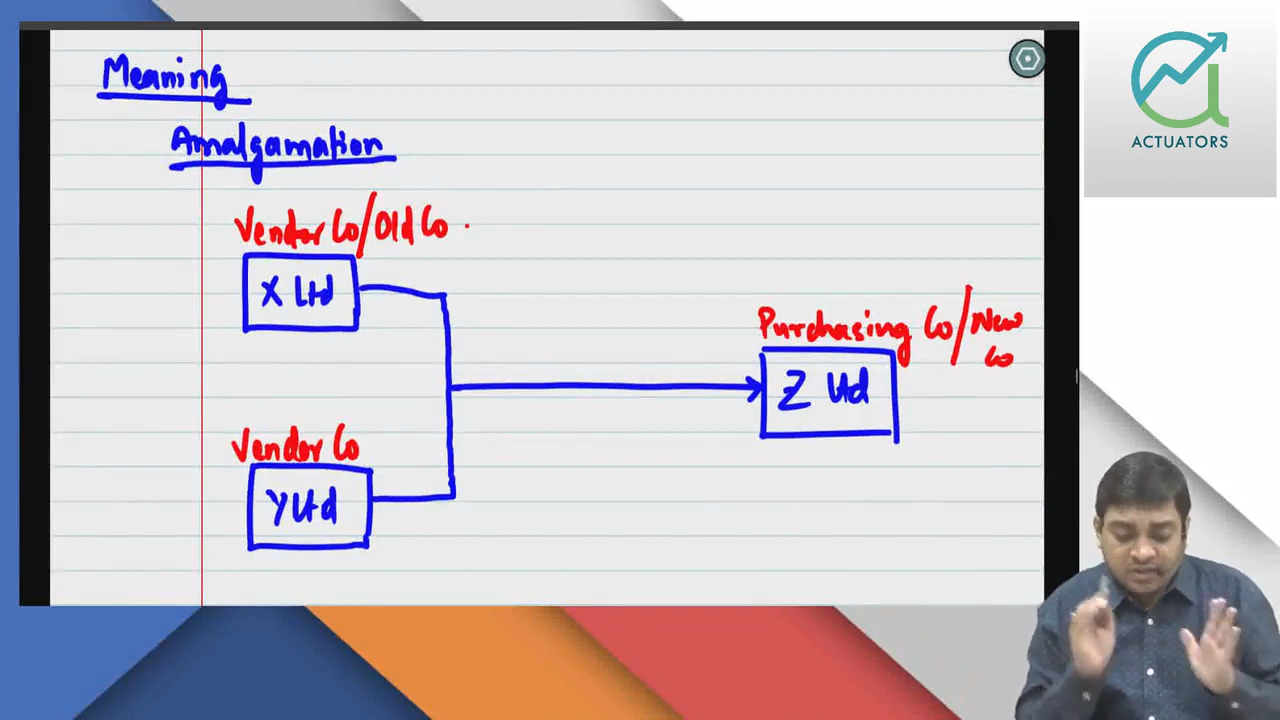 Meaning
Amalgamation
Vendor Co/Old Co
X Ltd
Purchasing Co/New
Co
Z Ltd
Vendor Co
Y Ltd
ACTUATORS